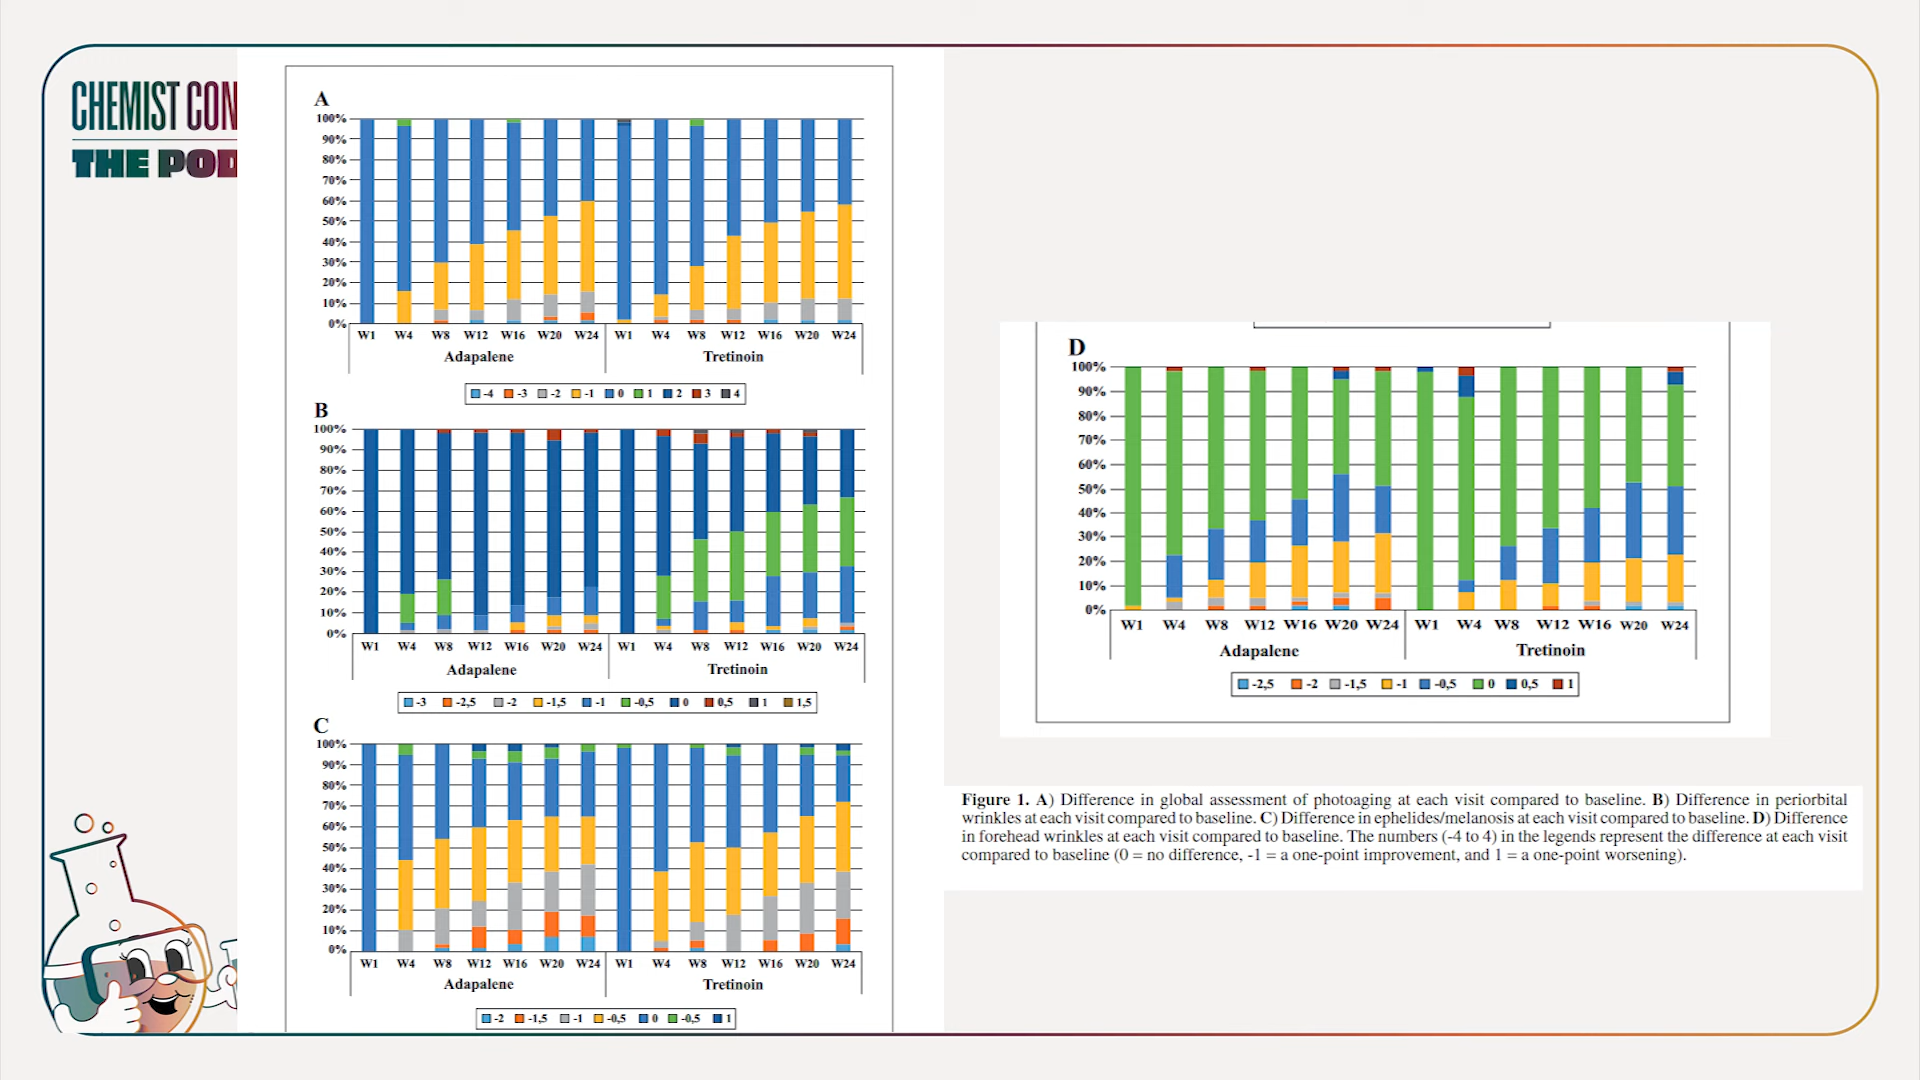 CHEMIST CON
THE POD
A
100%
90%
80%
70%
60%
50%
40%
30%
20%
10%
0%
W1 W4 W8 W12 W16 W20 W24 W1 W4 W8 W12 W16 W20 W24
Adapalene Tretinoin
-4 -3 -2 -1 0 1 2 3 4
B
100%
90%
80%
70%
60%
50%
40%
30%
20%
10%
0%
W1 W4 W8 W12 W16 W20 W24 W1 W4 W8 W12 W16 W20 W24
Adapalene Tretinoin
-3 -2,5 -2 -1,5 -1 -0,5 0 0,5 1 1,5
C
100%
90%
80%
70%
60%
50%
40%
30%
20%
10%
0%
W1 W4 W8 W12 W16 W20 W24 W1 W4 W8 W12 W16 W20 W24
Adapalene Tretinoin
-2 -1,5 -1 -0,5 0 -0,5 1
D
100%
90%
80%
70%
60%
50%
40%
30%
20%
10%
0%
W1 W4 W8 W12 W16 W20 W24 W1 W4 W8 W12 W16 W20 W24
Adapalene Tretinoin
-2,5 -2 -1,5 -1 -0,5 0 0,5 1
Figure 1. A) Difference in global assessment of photoaging at each visit compared to baseline. B) Difference in periorbital
wrinkles at each visit compared to baseline. C) Difference in ephelides/melanosis at each visit compared to baseline. D) Difference
in forehead wrinkles at each visit compared to baseline. The numbers (-4 to 4) in the legends represent the difference at each visit
compared to baseline (0 = no difference, -1 = a one-point improvement, and 1 = a one-point worsening).